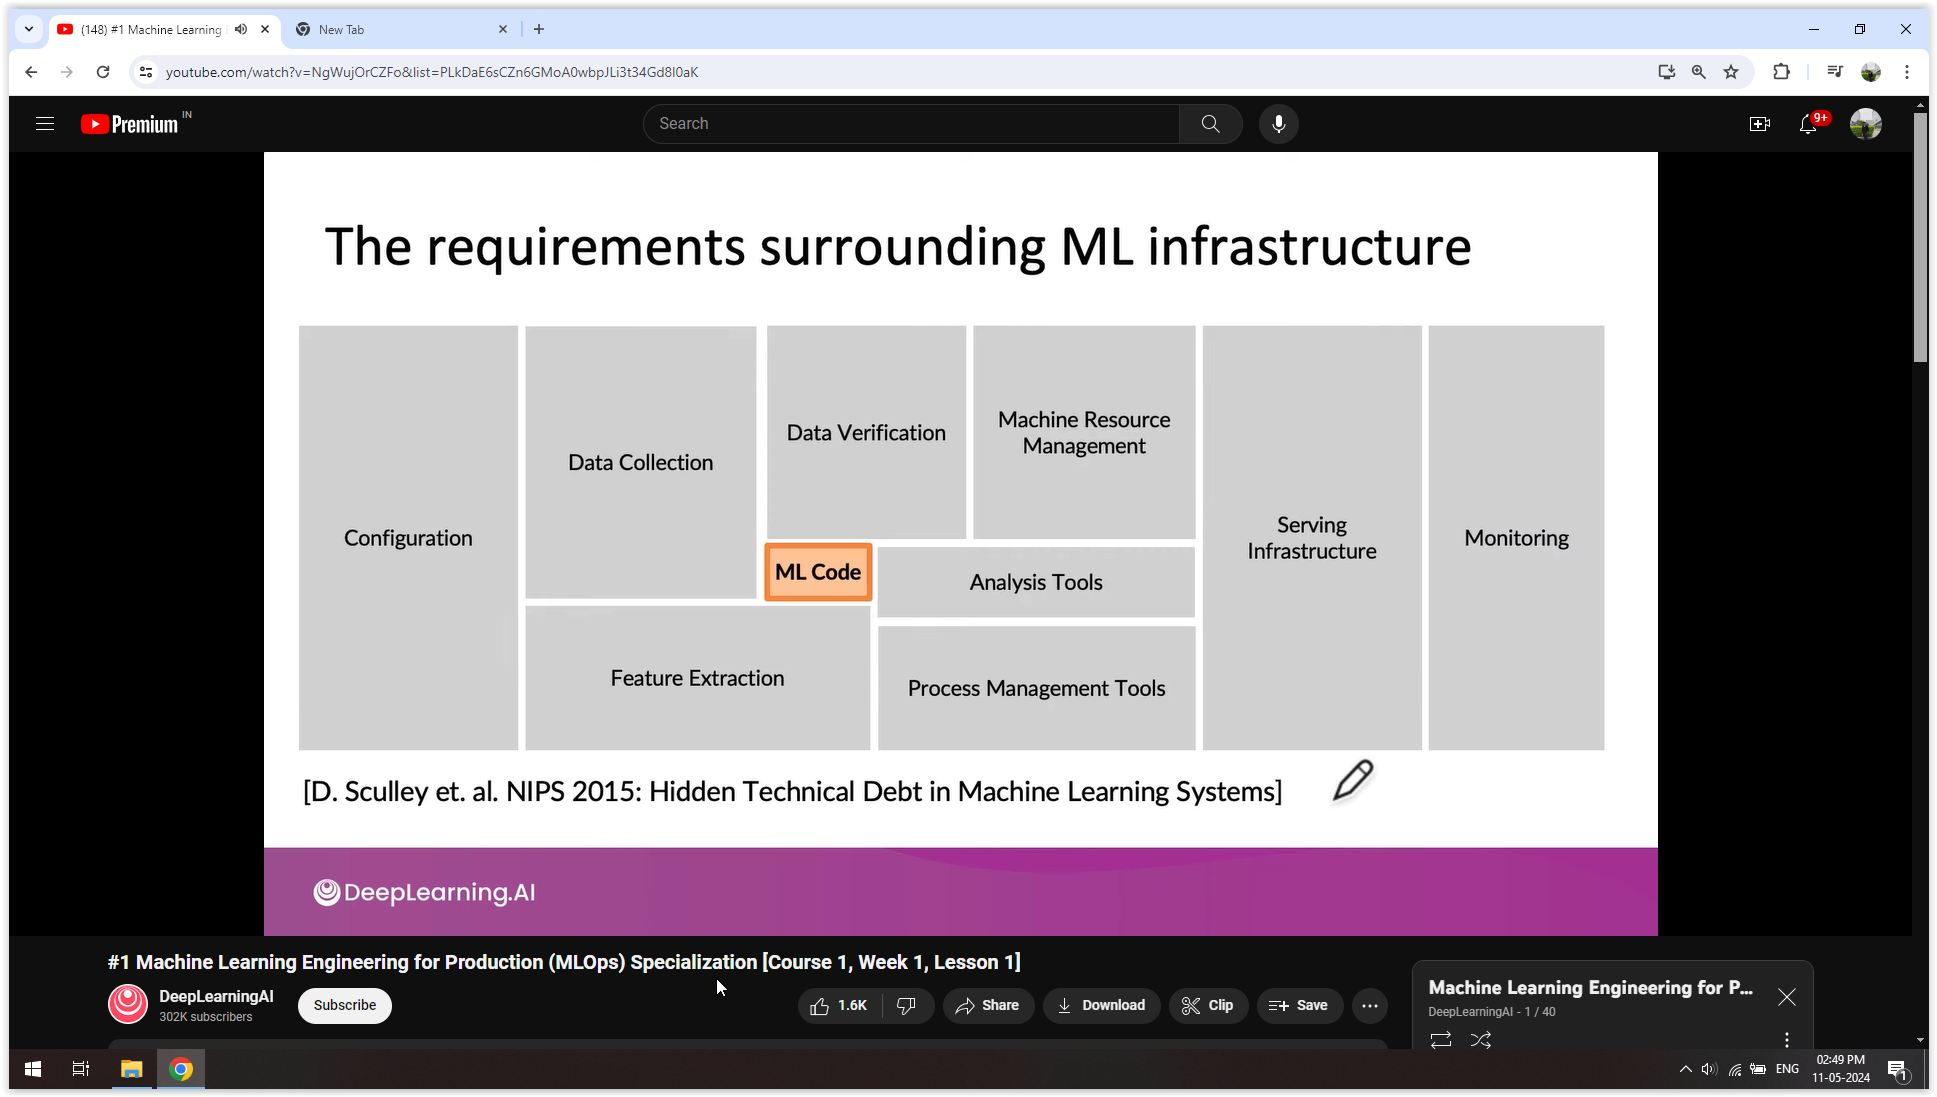 (148) #1 Machine Learning
New Tab
youtube.com/watch?v=NgWujOrCZFo&list=PLkDaE6sCZn6GMoA0wbpJLi3t34Gd8l0aK
Premium IN
Search
9+
The requirements surrounding ML infrastructure
Configuration
Data Collection
Data Verification
Machine Resource
Management
ML Code
Analysis Tools
Feature Extraction
Process Management Tools
Serving
Infrastructure
Monitoring
[D. Sculley et. al. NIPS 2015: Hidden Technical Debt in Machine Learning Systems]
DeepLearning.AI
#1 Machine Learning Engineering for Production (MLOps) Specialization [Course 1, Week 1, Lesson 1]
DeepLearningAI
302K subscribers
Subscribe
1.6K
Share
Download
Clip
Save
Machine Learning Engineering for P...
DeepLearningAI - 1 / 40
ENG
02:49 PM
11-05-2024
1